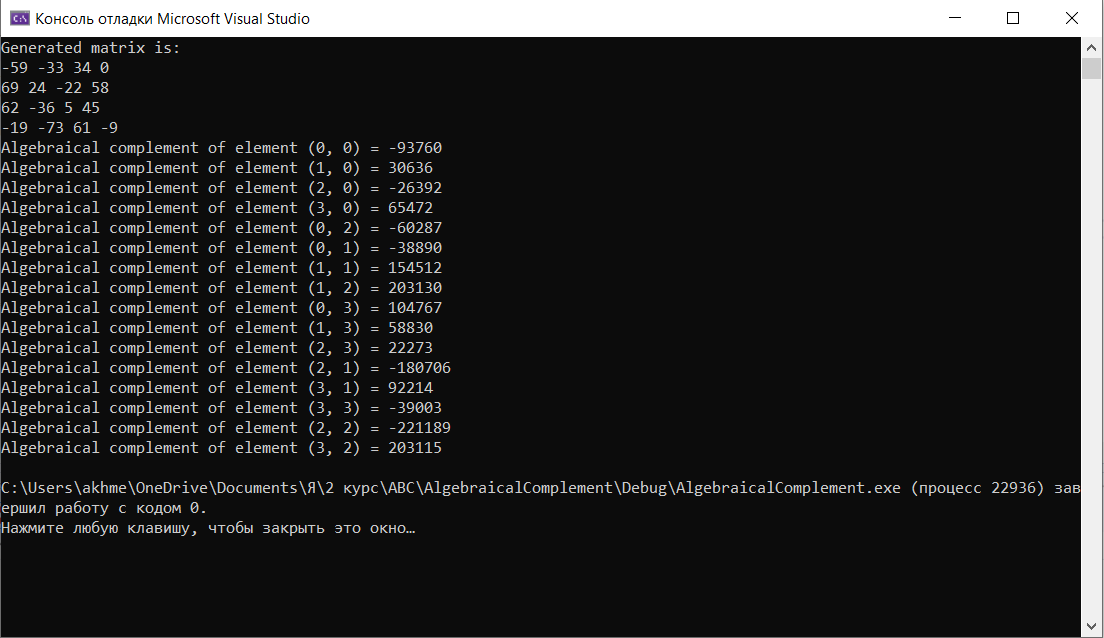 Консоль отладки Microsoft Visual Studio
Generated matrix is:
-59 -33 34 0
69 24 -22 58
62 -36 5 45
-19 -73 61 -9
Algebraical complement of element (0, 0) = -93760
Algebraical complement of element (1, 0) = 30636
Algebraical complement of element (2, 0) = -26392
Algebraical complement of element (3, 0) = 65472
Algebraical complement of element (0, 2) = -60287
Algebraical complement of element (0, 1) = -38890
Algebraical complement of element (1, 1) = 154512
Algebraical complement of element (1, 2) = 203130
Algebraical complement of element (0, 3) = 104767
Algebraical complement of element (1, 3) = 58830
Algebraical complement of element (2, 3) = 22273
Algebraical complement of element (2, 1) = -180706
Algebraical complement of element (3, 1) = 92214
Algebraical complement of element (3, 3) = -39003
Algebraical complement of element (2, 2) = -221189
Algebraical complement of element (3, 2) = 203115
C:\Users\akhme\OneDrive\Documents\Я\2 курс\АВС\AlgebraicalComplement\Debug\AlgebraicalComplement.exe (процесс 22936) зав
ершил работу с кодом 0.
Нажмите любую клавишу, чтобы закрыть это окно…